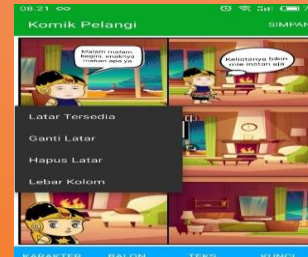 08.21
Komik Pelangi
SIMPAN
Malam malam
begini, enaknya
makan apa ya
Keliatanya bikin
mie instan aja
Latar Tersedia
Ganti Latar
Hapus Latar
Lebar Kolom
KARAKTER BALON TEKS KUNCI